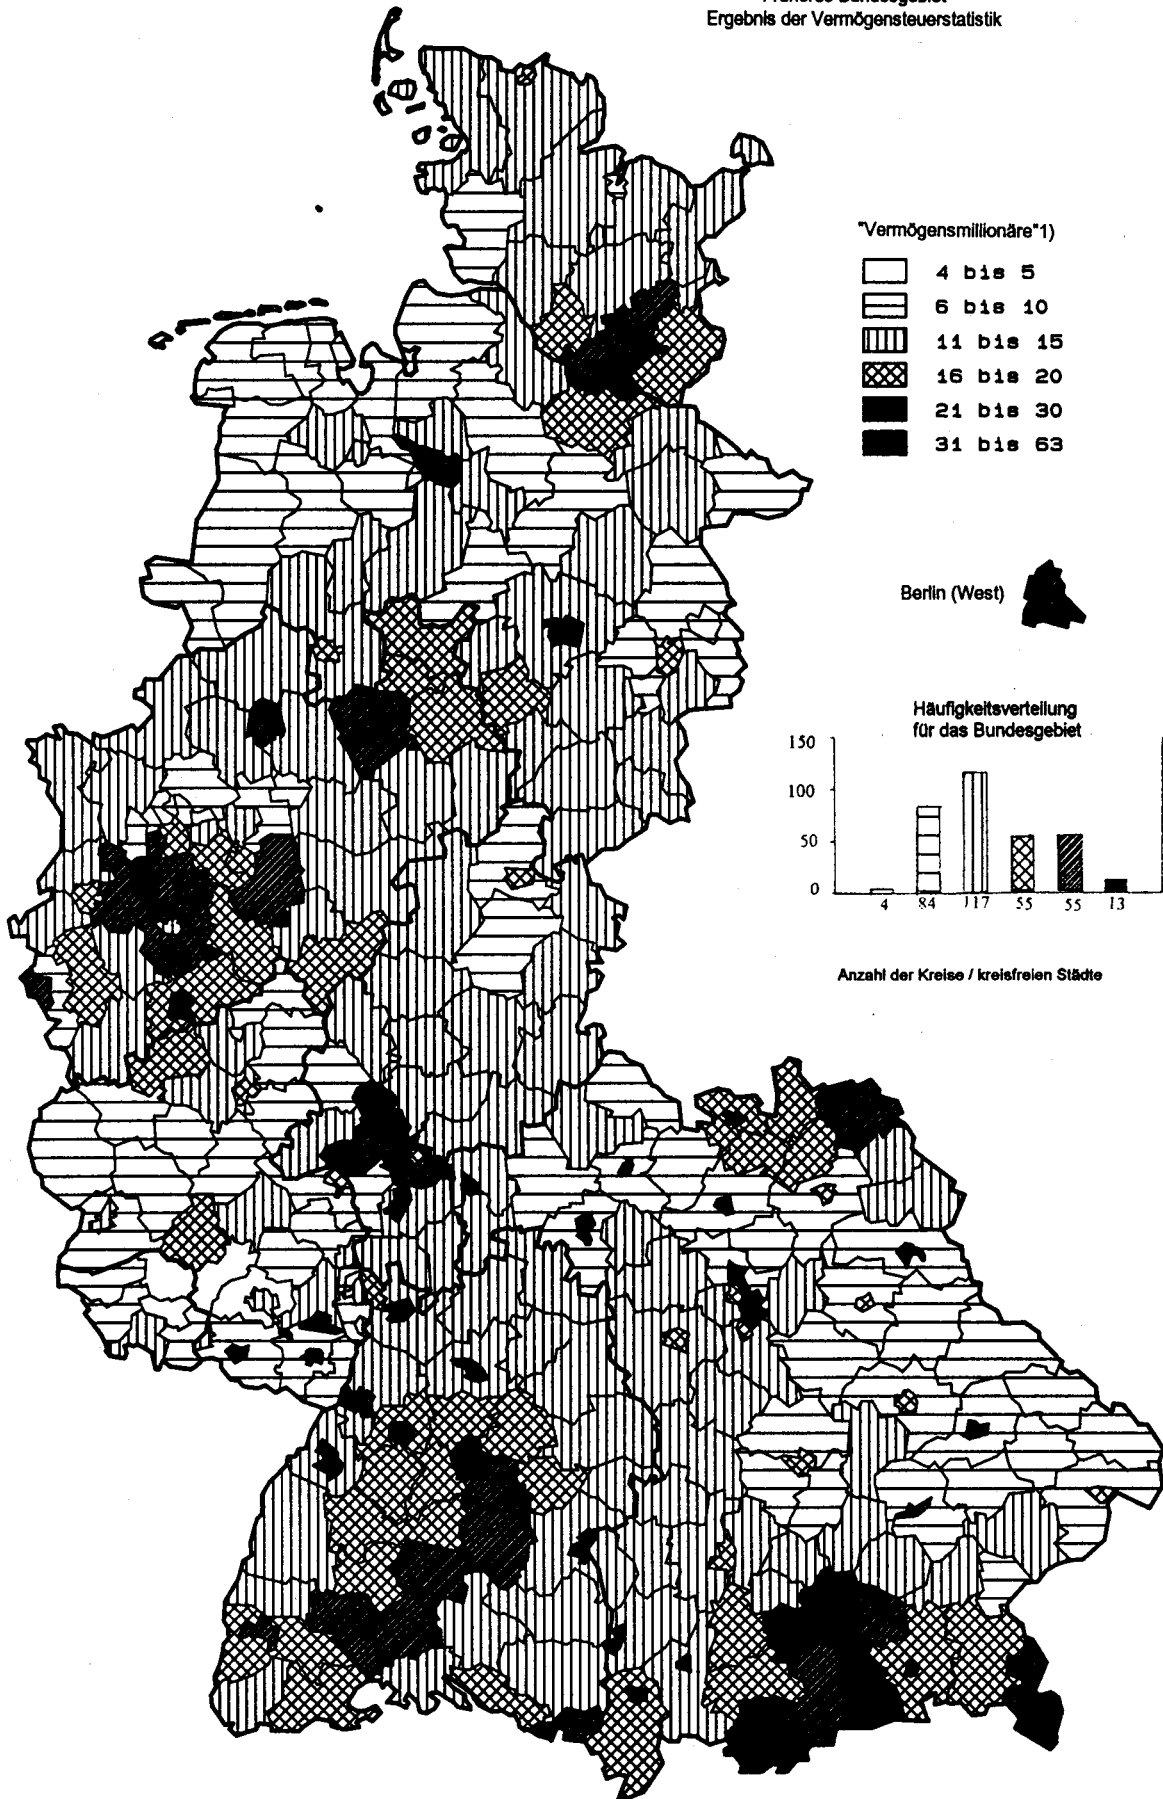 Früheres Bundesgebiet
Ergebnis der Vermögensteuerstatistik
"Vermögensmillionäre"1)
4 bis 5
6 bis 10
11 bis 15
16 bis 20
21 bis 30
31 bis 63
Berlin (West)
Häufigkeitsverteilung
für das Bundesgebiet
150
100
50
0
4 84 117 55 55 13
Anzahl der Kreise / kreisfreien Städte